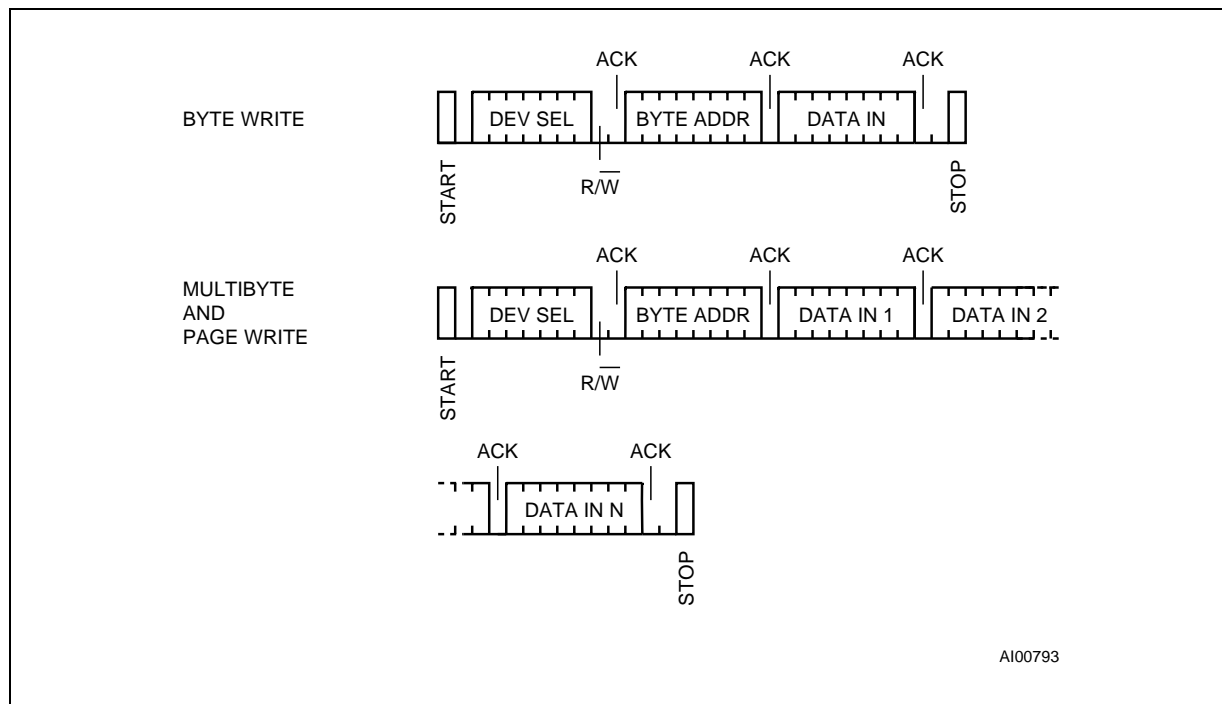 ACK ACK ACK
BYTE WRITE DEV SEL BYTE ADDR DATA IN
R/W̅
START STOP
ACK ACK ACK
MULTIBYTE
AND
PAGE WRITE
DEV SEL BYTE ADDR DATA IN 1 DATA IN 2
R/W̅
START
ACK ACK
DATA IN N
STOP
AI00793